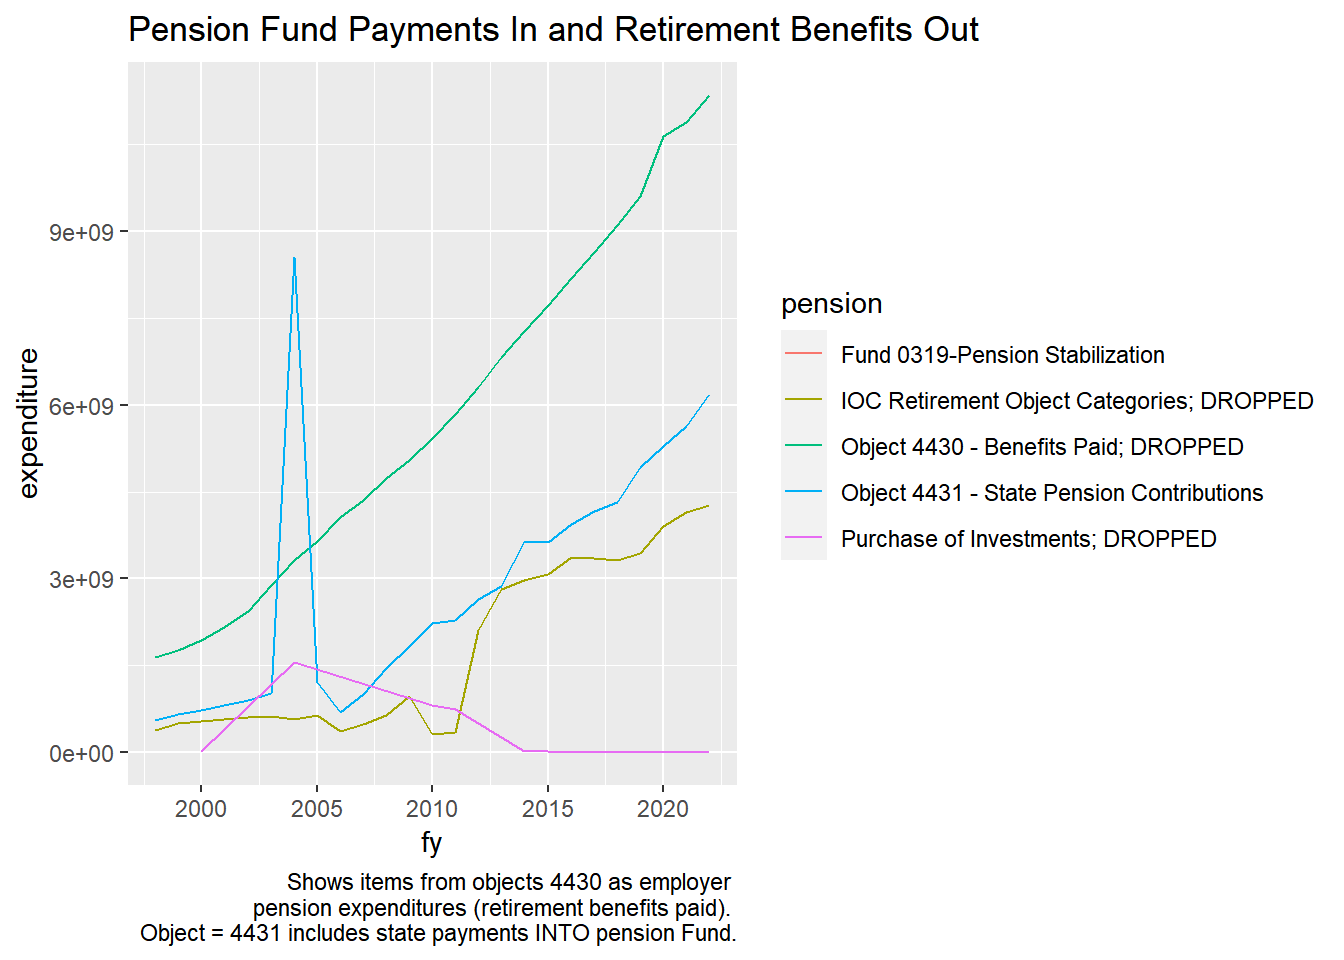 Pension Fund Payments In and Retirement Benefits Out
expenditure
9e+09
6e+09
3e+09
0e+00
2000 2005 2010 2015 2020
fy
pension
Fund 0319-Pension Stabilization
IOC Retirement Object Categories; DROPPED
Object 4430 - Benefits Paid; DROPPED
Object 4431 - State Pension Contributions
Purchase of Investments; DROPPED
Shows items from objects 4430 as employer
pension expenditures (retirement benefits paid).
Object = 4431 includes state payments INTO pension Fund.